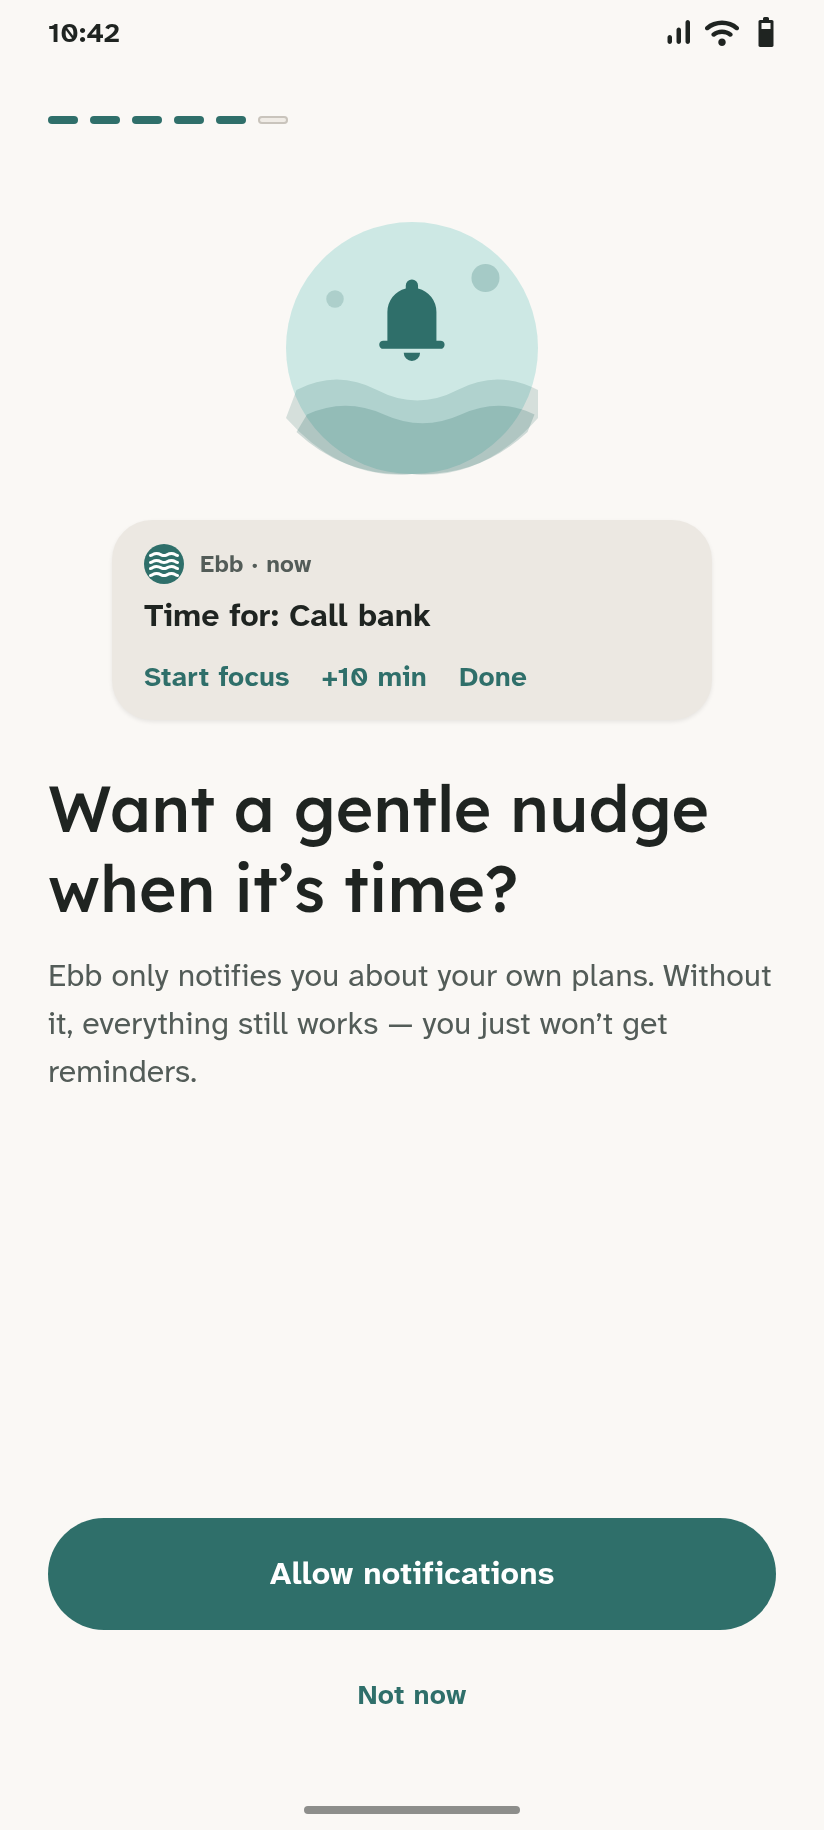 10:42
Ebb · now
Time for: Call bank
Start focus +10 min Done
Want a gentle nudge
when it’s time?
Ebb only notifies you about your own plans. Without
it, everything still works — you just won’t get
reminders.
Allow notifications
Not now